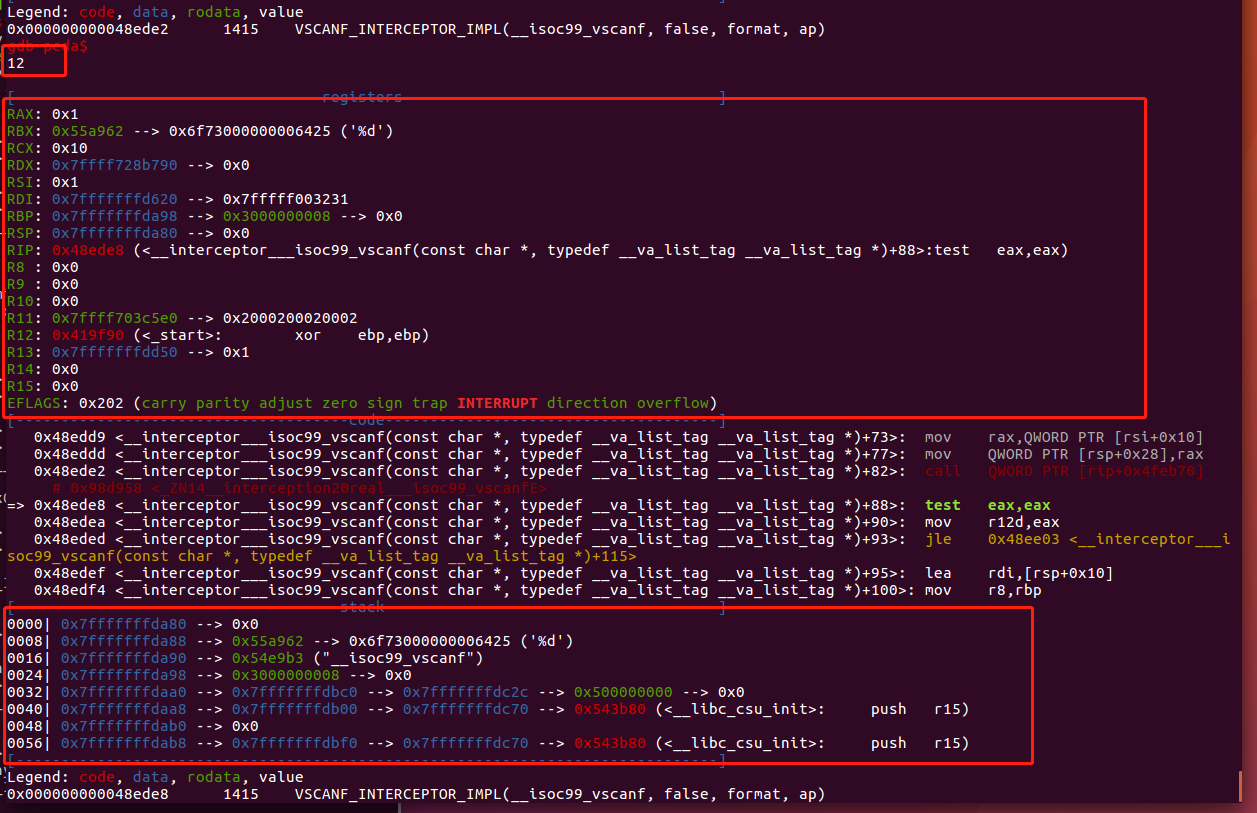 Legend: code, data, rodata, value
0x000000000048ede2      1415    VSCANF_INTERCEPTOR_IMPL(__isoc99_vscanf, false, format, ap)
gdb-peda$
12
[----------------------------------registers-----------------------------------]
RAX: 0x1
RBX: 0x55a962 --> 0x6f73000000006425 ('%d')
RCX: 0x10
RDX: 0x7ffff728b790 --> 0x0
RSI: 0x1
RDI: 0x7fffffffd620 --> 0x7fffff003231
RBP: 0x7fffffffda98 --> 0x3000000008 --> 0x0
RSP: 0x7fffffffda80 --> 0x0
RIP: 0x48ede8 (<__interceptor___isoc99_vscanf(const char *, typedef __va_list_tag __va_list_tag *)+88>:test   eax,eax)
R8 : 0x0
R9 : 0x0
R10: 0x0
R11: 0x7ffff703c5e0 --> 0x2000200020002
R12: 0x419f90 (<_start>:        xor    ebp,ebp)
R13: 0x7fffffffdd50 --> 0x1
R14: 0x0
R15: 0x0
EFLAGS: 0x202 (carry parity adjust zero sign trap INTERRUPT direction overflow)
[-------------------------------------code-------------------------------------]
0x48edd9 <__interceptor___isoc99_vscanf(const char *, typedef __va_list_tag __va_list_tag *)+73>:  mov    rax,QWORD PTR [rsi+0x10]
0x48eddd <__interceptor___isoc99_vscanf(const char *, typedef __va_list_tag __va_list_tag *)+77>:  mov    QWORD PTR [rsp+0x28],rax
0x48ede2 <__interceptor___isoc99_vscanf(const char *, typedef __va_list_tag __va_list_tag *)+82>:  call   QWORD PTR [rip+0x4feb70]
# 0x98d958 <_ZN14__interception20real___isoc99_vscanfE>
=> 0x48ede8 <__interceptor___isoc99_vscanf(const char *, typedef __va_list_tag __va_list_tag *)+88>:  test   eax,eax
0x48edea <__interceptor___isoc99_vscanf(const char *, typedef __va_list_tag __va_list_tag *)+90>:  mov    r12d,eax
0x48eded <__interceptor___isoc99_vscanf(const char *, typedef __va_list_tag __va_list_tag *)+93>:  jle    0x48ee03 <__interceptor___i
soc99_vscanf(const char *, typedef __va_list_tag __va_list_tag *)+115>
0x48edef <__interceptor___isoc99_vscanf(const char *, typedef __va_list_tag __va_list_tag *)+95>:  lea    rdi,[rsp+0x10]
0x48edf4 <__interceptor___isoc99_vscanf(const char *, typedef __va_list_tag __va_list_tag *)+100>: mov    r8,rbp
[------------------------------------stack-------------------------------------]
0000| 0x7fffffffda80 --> 0x0
0008| 0x7fffffffda88 --> 0x55a962 --> 0x6f73000000006425 ('%d')
0016| 0x7fffffffda90 --> 0x54e9b3 ("__isoc99_vscanf")
0024| 0x7fffffffda98 --> 0x3000000008 --> 0x0
0032| 0x7fffffffdaa0 --> 0x7fffffffdbc0 --> 0x7fffffffdc2c --> 0x500000000 --> 0x0
0040| 0x7fffffffdaa8 --> 0x7fffffffdb00 --> 0x7fffffffdc70 --> 0x543b80 (<__libc_csu_init>:     push   r15)
0048| 0x7fffffffdab0 --> 0x0
0056| 0x7fffffffdab8 --> 0x7fffffffdbf0 --> 0x7fffffffdc70 --> 0x543b80 (<__libc_csu_init>:     push   r15)
[------------------------------------------------------------------------------]
Legend: code, data, rodata, value
0x000000000048ede8      1415    VSCANF_INTERCEPTOR_IMPL(__isoc99_vscanf, false, format, ap)